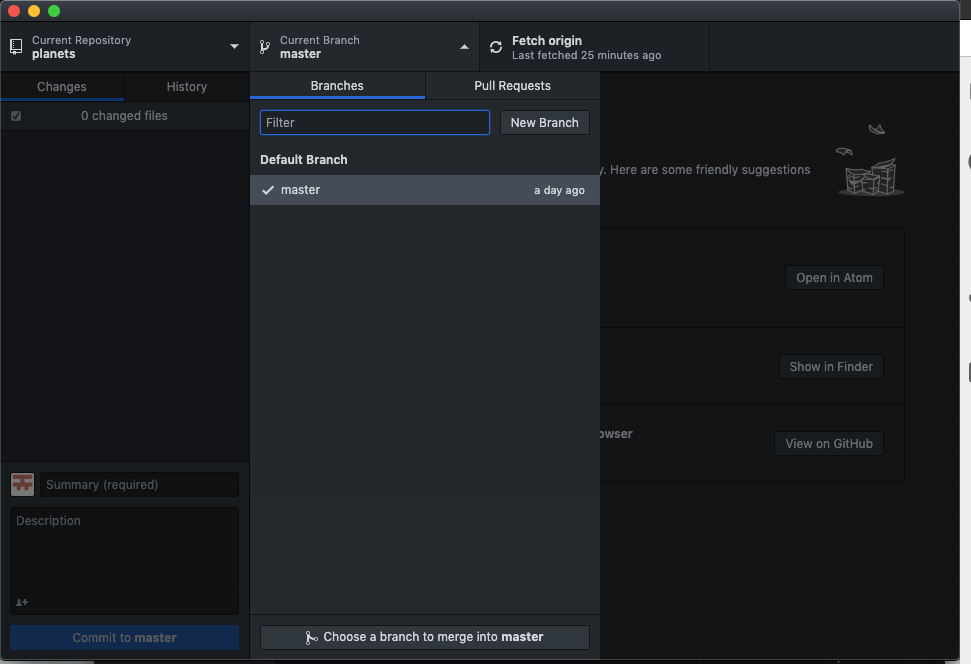 Current Repository
planets
Current Branch
master
Fetch origin
Last fetched 25 minutes ago
Changes
History
Branches
Pull Requests
0 changed files
Filter
New Branch
Default Branch
master
a day ago
Here are some friendly suggestions
Open in Atom
Show in Finder
View on GitHub
Summary (required)
Description
Commit to master
Choose a branch to merge into master